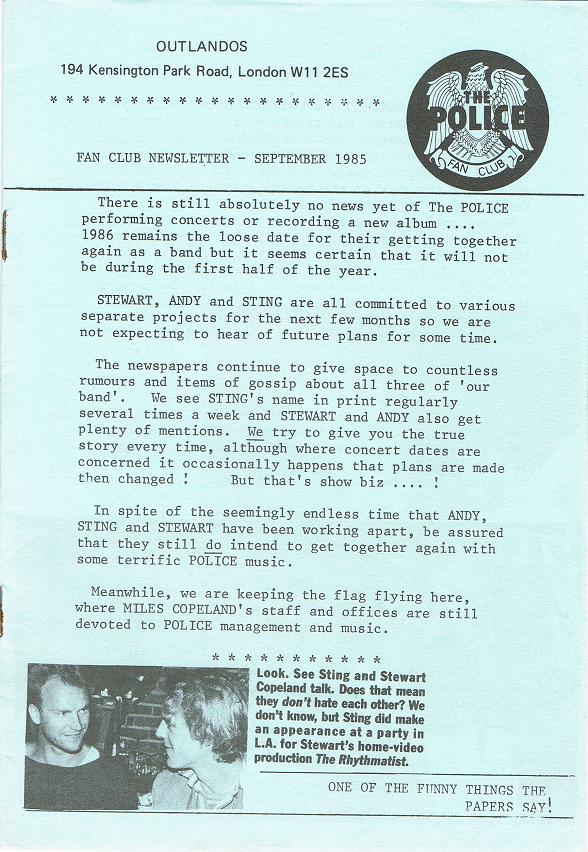 OUTLANDOS
194 Kensington Park Road, London W11 2ES
* * * * * * * * * * * * * * * * * * * *
THE
POLICE
FAN CLUB
FAN CLUB NEWSLETTER - SEPTEMBER 1985
There is still absolutely no news yet of The POLICE
performing concerts or recording a new album ....
1986 remains the loose date for their getting together
again as a band but it seems certain that it will not
be during the first half of the year.
STEWART, ANDY and STING are all committed to various
separate projects for the next few months so we are
not expecting to hear of future plans for some time.
The newspapers continue to give space to countless
rumours and items of gossip about all three of 'our
band'. We see STING's name in print regularly
several times a week and STEWART and ANDY also get
plenty of mentions. We try to give you the true
story every time, although where concert dates are
concerned it occasionally happens that plans are made
then changed ! But that's show biz .... !
In spite of the seemingly endless time that ANDY,
STING and STEWART have been working apart, be assured
that they still do intend to get together again with
some terrific POLICE music.
Meanwhile, we are keeping the flag flying here,
where MILES COPELAND's staff and offices are still
devoted to POLICE management and music.
* * * * * * * * * * *
Look. See Sting and Stewart
Copeland talk. Does that mean
they don't hate each other? We
don't know, but Sting did make
an appearance at a party in
L.A. for Stewart's home-video
production The Rhythmatist.
ONE OF THE FUNNY THINGS THE
PAPERS SAY!